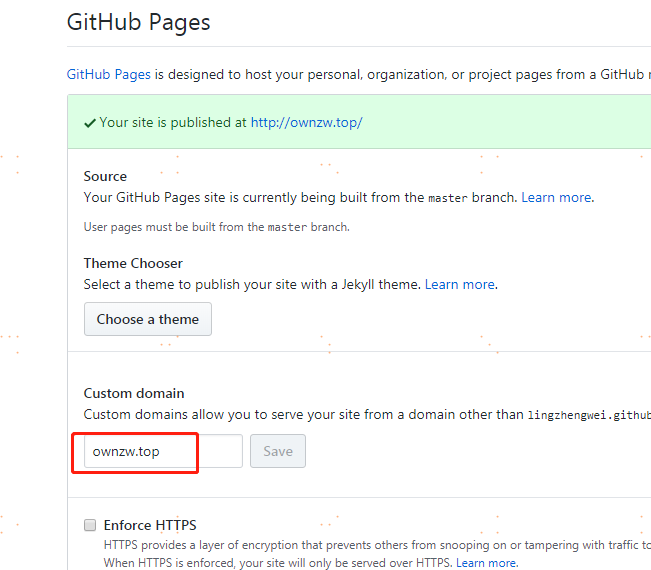 GitHub Pages
GitHub Pages is designed to host your personal, organization, or project pages from a GitHub
Your site is published at http://ownzw.top/
Source
Your GitHub Pages site is currently being built from the master branch. Learn more.
User pages must be built from the master branch.
Theme Chooser
Select a theme to publish your site with a Jekyll theme. Learn more.
Choose a theme
Custom domain
Custom domains allow you to serve your site from a domain other than lingzhengwei.github
ownzw.top Save
Enforce HTTPS
HTTPS provides a layer of encryption that prevents others from snooping on or tampering with traffic to
When HTTPS is enforced, your site will only be served over HTTPS. Learn more.